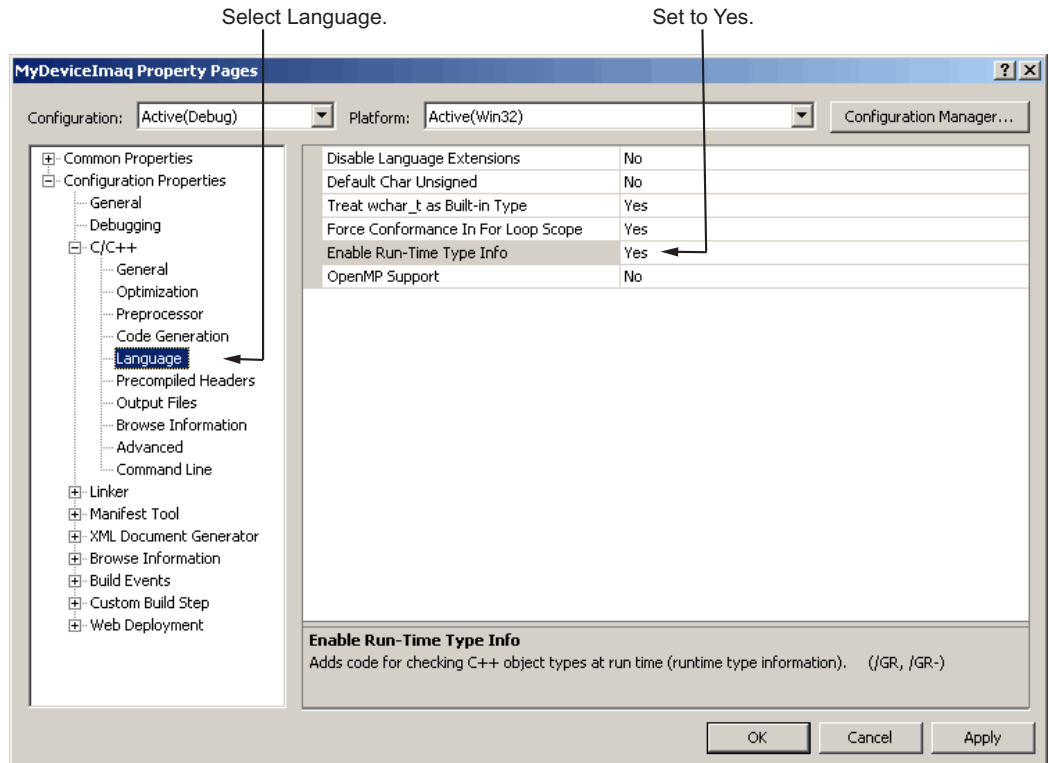 Select Language.
Set to Yes.
MyDeviceImaq Property Pages
Configuration: Active(Debug) Platform: Active(Win32) Configuration Manager...
Common Properties
Configuration Properties
General
Debugging
C/C++
General
Optimization
Preprocessor
Code Generation
Language
Precompiled Headers
Output Files
Browse Information
Advanced
Command Line
Linker
Manifest Tool
XML Document Generator
Browse Information
Build Events
Custom Build Step
Web Deployment
Disable Language Extensions No
Default Char Unsigned No
Treat wchar_t as Built-in Type Yes
Force Conformance In For Loop Scope Yes
Enable Run-Time Type Info Yes
OpenMP Support No
Enable Run-Time Type Info
Adds code for checking C++ object types at run time (runtime type information). (/GR, /GR-)
OK Cancel Apply